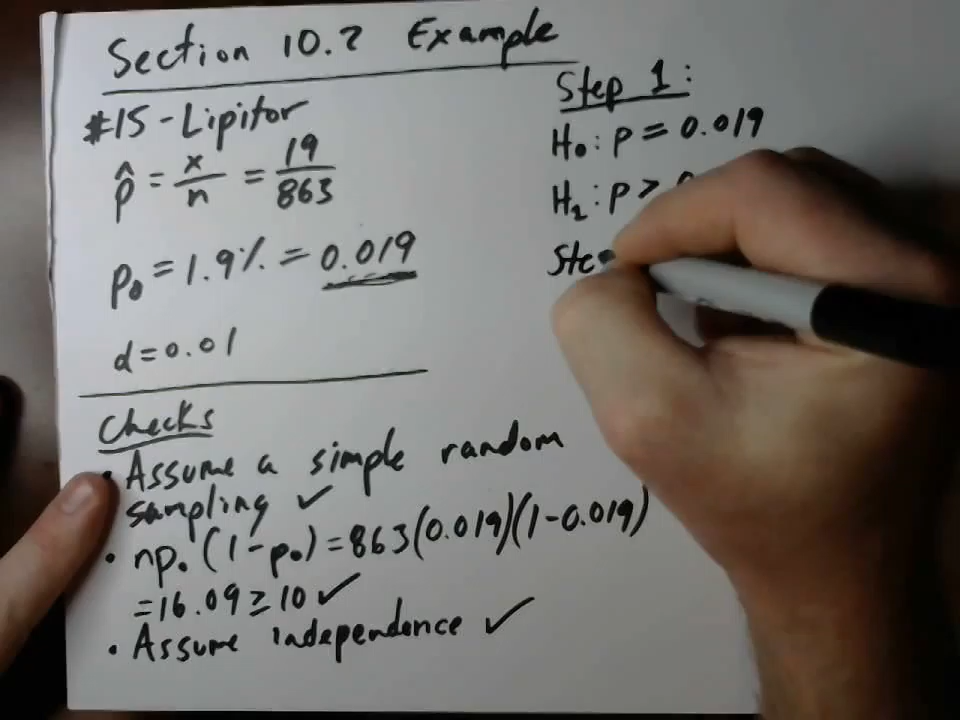 Section 10.2 Example
#15 - Lipitor
p̂ = x/n = 19/863
p₀ = 1.9% = 0.019
α = 0.01
Checks
• Assume a simple random
sampling ✓
• np₀ (1-p₀) = 863(0.019)(1-0.019)
= 16.09 ≥ 10 ✓
• Assume independence ✓
Step 1:
H₀: p = 0.019
H₁: p >